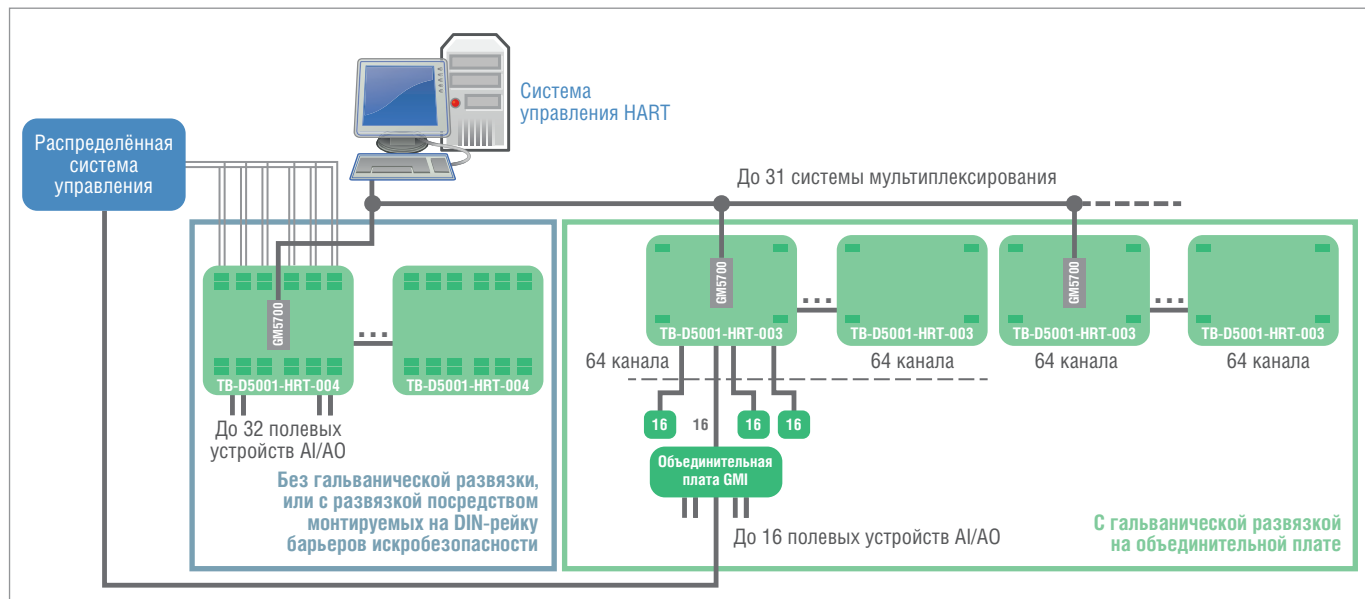 Система
управления HART
Распределённая
система
управления
До 31 системы мультиплексирования
GM5700
TB-D5001-HRT-004
...
TB-D5001-HRT-004
До 32 полевых
устройств AI/AO
Без гальванической развязки,
или с развязкой посредством
монтируемых на DIN-рейку
барьеров искробезопасности
GM5700
TB-D5001-HRT-003
...
TB-D5001-HRT-003
GM5700
TB-D5001-HRT-003
...
TB-D5001-HRT-003
64 канала
64 канала
64 канала
64 канала
16
16
16
16
Объединительная
плата GMI
До 16 полевых устройств AI/AO
С гальванической развязкой
на объединительной плате